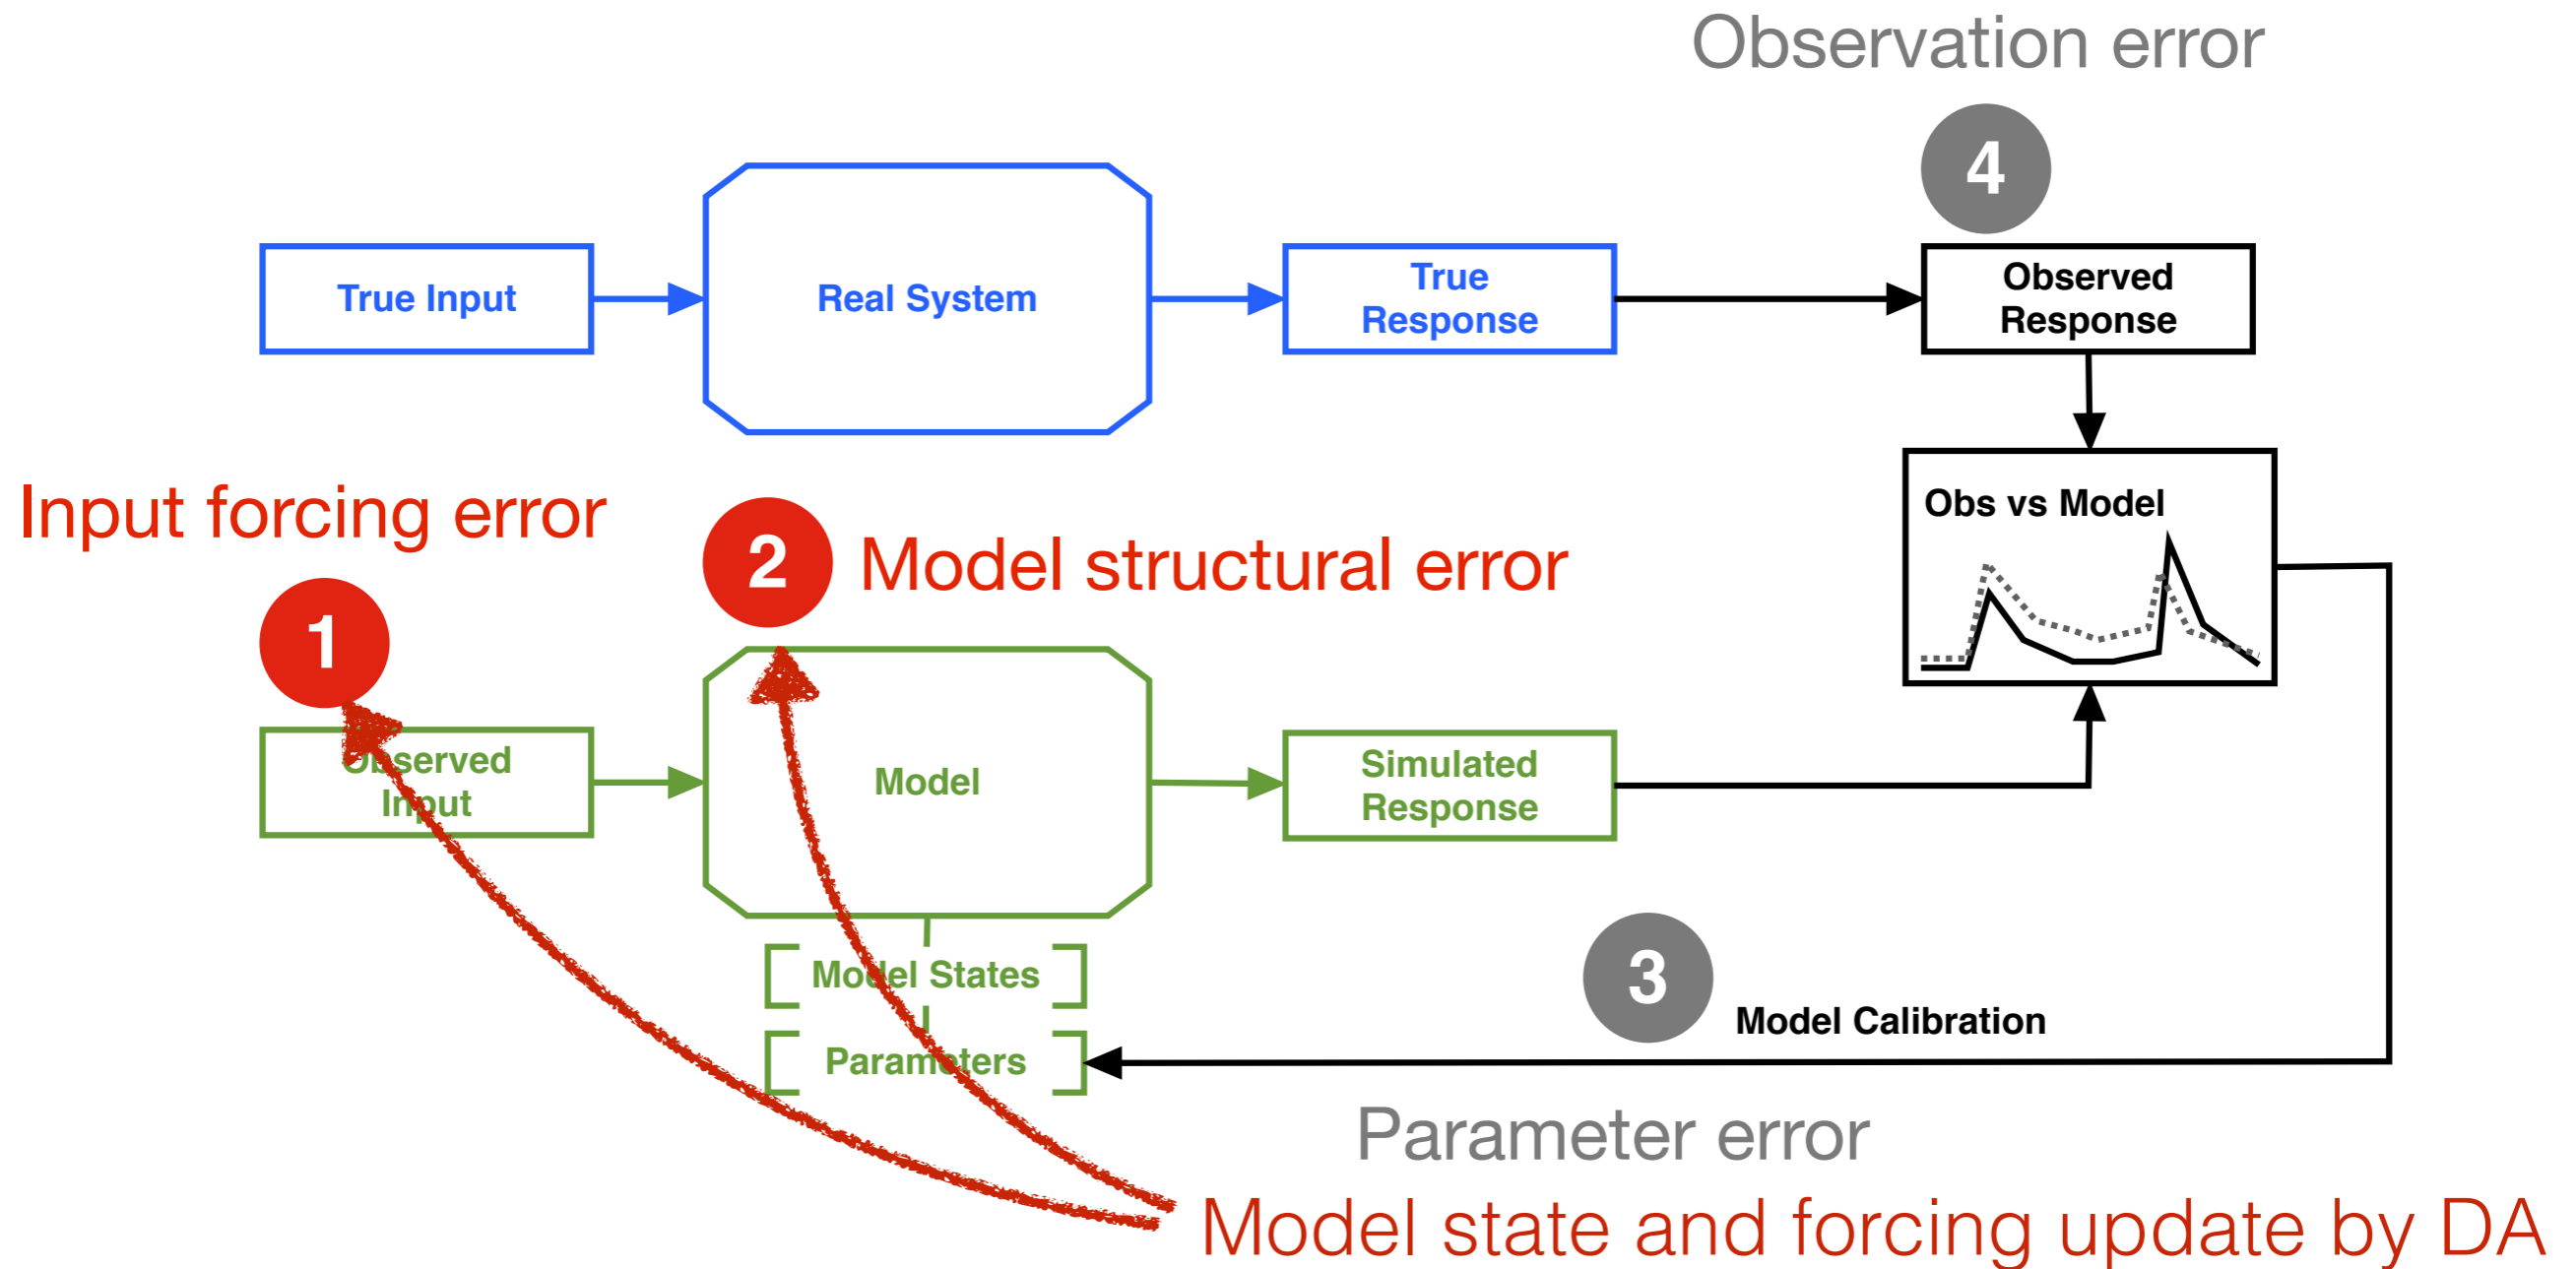 Observation error
4
True Input
Real System
True
Response
Observed
Response
Input forcing error
2
Model structural error
Obs vs Model
1
Observed
Input
Model
Simulated
Response
Model States
3
Model Calibration
Parameters
Parameter error
Model state and forcing update by DA